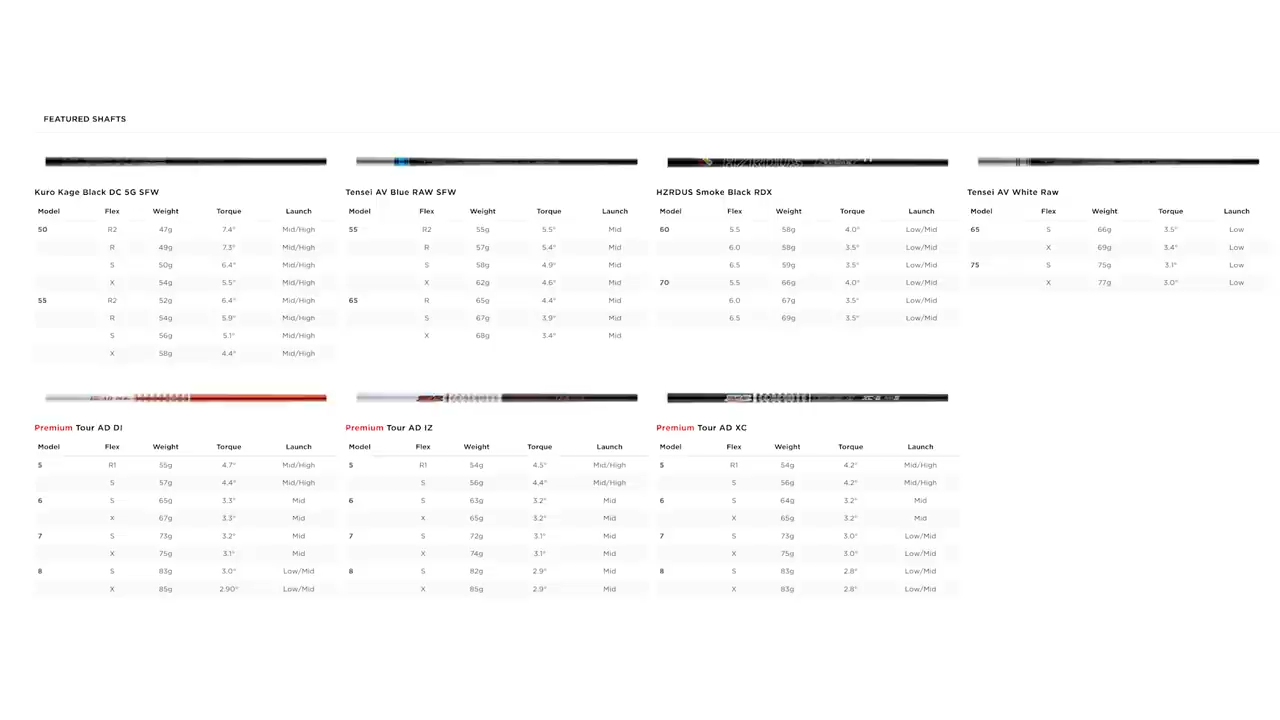 FEATURED SHAFTS
Kuro Kage Black DC 5G SFW
Model Flex Weight Torque Launch
50 R2 47g 7.4° Mid/High
R 49g 7.3° Mid/High
S 50g 6.4° Mid/High
X 54g 5.5° Mid/High
55 R2 52g 6.4° Mid/High
R 54g 5.9° Mid/High
S 56g 5.1° Mid/High
X 58g 4.4° Mid/High
Tensei AV Blue RAW SFW
Model Flex Weight Torque Launch
55 R2 55g 5.5° Mid
R 57g 5.4° Mid
S 58g 4.9° Mid
X 62g 4.6° Mid
65 R 65g 4.4° Mid
S 67g 3.9° Mid
X 68g 3.4° Mid
HZRDUS Smoke Black RDX
Model Flex Weight Torque Launch
60 5.5 58g 4.0° Low/Mid
6.0 58g 3.5° Low/Mid
6.5 59g 3.5° Low/Mid
70 5.5 66g 4.0° Low/Mid
6.0 67g 3.5° Low/Mid
6.5 69g 3.5° Low/Mid
Tensei AV White Raw
Model Flex Weight Torque Launch
65 S 66g 3.5° Low
X 69g 3.4° Low
75 S 75g 3.1° Low
X 77g 3.0° Low
Premium Tour AD DI
Model Flex Weight Torque Launch
5 R1 55g 4.7° Mid/High
S 57g 4.4° Mid/High
6 S 65g 3.3° Mid
X 67g 3.3° Mid
7 S 73g 3.2° Mid
X 75g 3.1° Mid
8 S 83g 3.0° Low/Mid
X 85g 2.90° Low/Mid
Premium Tour AD IZ
Model Flex Weight Torque Launch
5 R1 54g 4.5° Mid/High
S 56g 4.4° Mid/High
6 S 63g 3.2° Mid
X 65g 3.2° Mid
7 S 72g 3.1° Mid
X 74g 3.1° Mid
8 S 82g 2.9° Mid
X 85g 2.9° Mid
Premium Tour AD XC
Model Flex Weight Torque Launch
5 R1 54g 4.2° Mid/High
S 56g 4.2° Mid/High
6 S 64g 3.2° Mid
X 65g 3.2° Mid
7 S 73g 3.0° Low/Mid
X 75g 3.0° Low/Mid
8 S 83g 2.8° Low/Mid
X 83g 2.8° Low/Mid